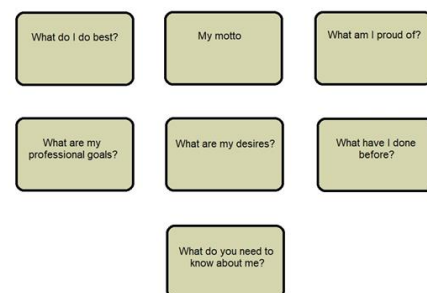 What do I do best?
My motto
What am I proud of?
What are my
professional goals?
What are my desires?
What have I done
before?
What do you need to
know about me?